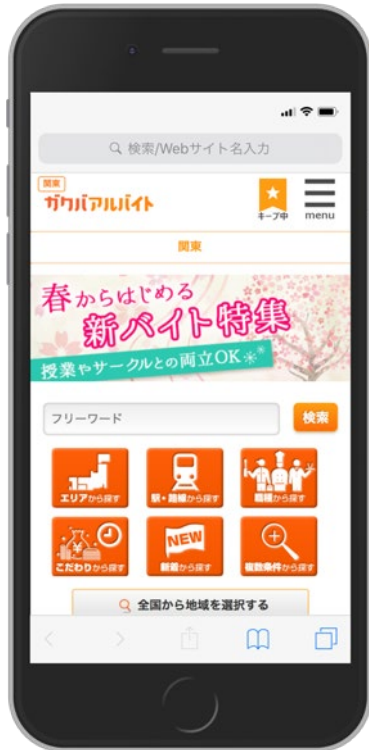 検索/Webサイト名入力
関東
ガクバアルバイト
キープ中
menu
関東
春からはじめる
新バイト特集
授業やサークルとの両立OK
フリーワード
検索
エリアから探す
駅・路線から探す
職種から探す
こだわりから探す
NEW
新着から探す
複数条件から探す
全国から地域を選択する